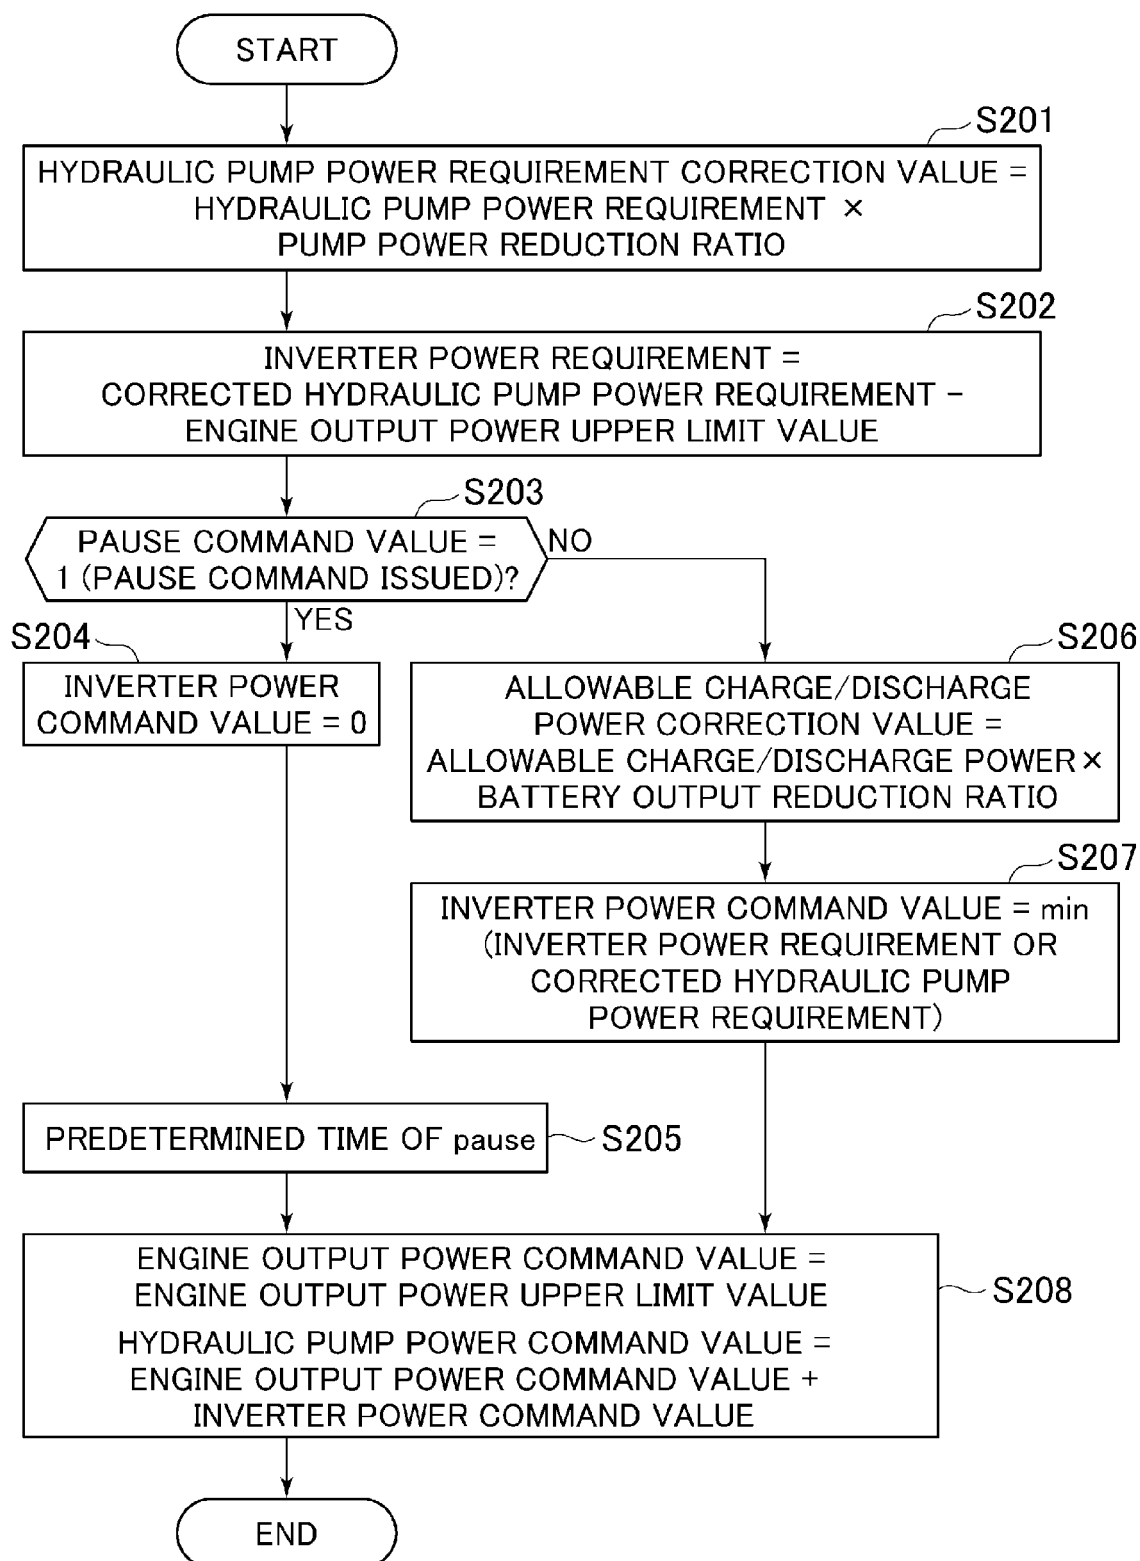 START
S201
HYDRAULIC PUMP POWER REQUIREMENT CORRECTION VALUE =
HYDRAULIC PUMP POWER REQUIREMENT ×
PUMP POWER REDUCTION RATIO
S202
INVERTER POWER REQUIREMENT =
CORRECTED HYDRAULIC PUMP POWER REQUIREMENT −
ENGINE OUTPUT POWER UPPER LIMIT VALUE
S203
PAUSE COMMAND VALUE =
1 (PAUSE COMMAND ISSUED)?
NO
YES
S204
INVERTER POWER
COMMAND VALUE = 0
S206
ALLOWABLE CHARGE/DISCHARGE
POWER CORRECTION VALUE =
ALLOWABLE CHARGE/DISCHARGE POWER ×
BATTERY OUTPUT REDUCTION RATIO
S207
INVERTER POWER COMMAND VALUE = min
(INVERTER POWER REQUIREMENT OR
CORRECTED HYDRAULIC PUMP
POWER REQUIREMENT)
PREDETERMINED TIME OF pause
S205
ENGINE OUTPUT POWER COMMAND VALUE =
ENGINE OUTPUT POWER UPPER LIMIT VALUE
HYDRAULIC PUMP POWER COMMAND VALUE =
ENGINE OUTPUT POWER COMMAND VALUE +
INVERTER POWER COMMAND VALUE
S208
END